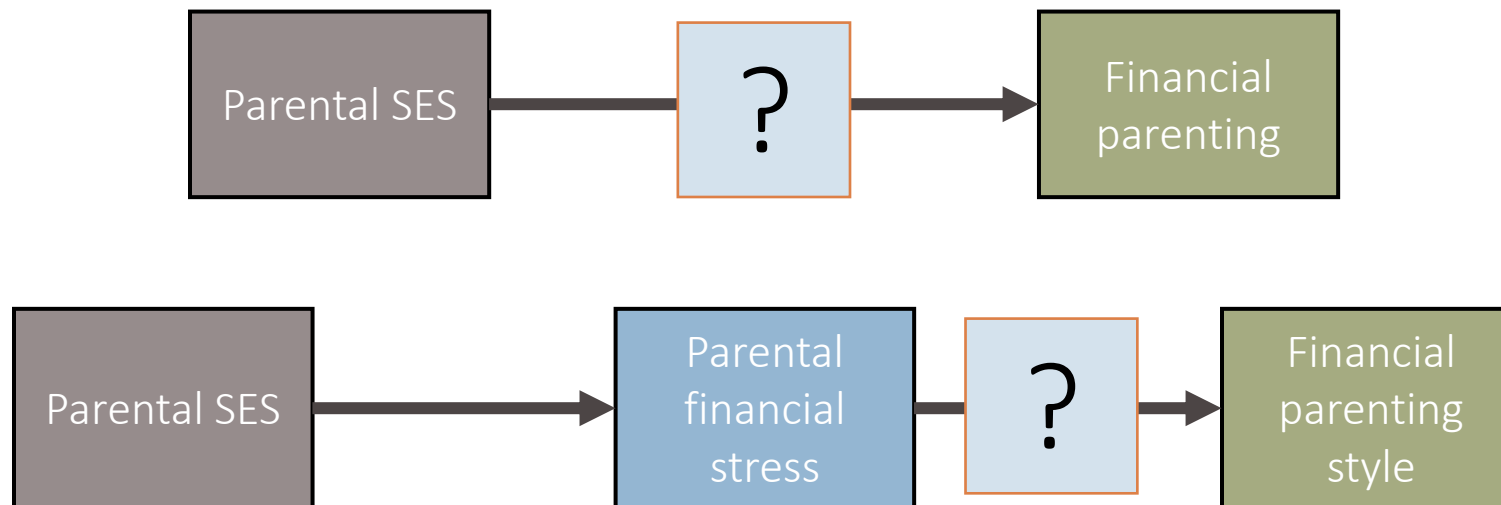 Parental SES
?
Financial
parenting
Parental SES
Parental
financial
stress
?
Financial
parenting
style